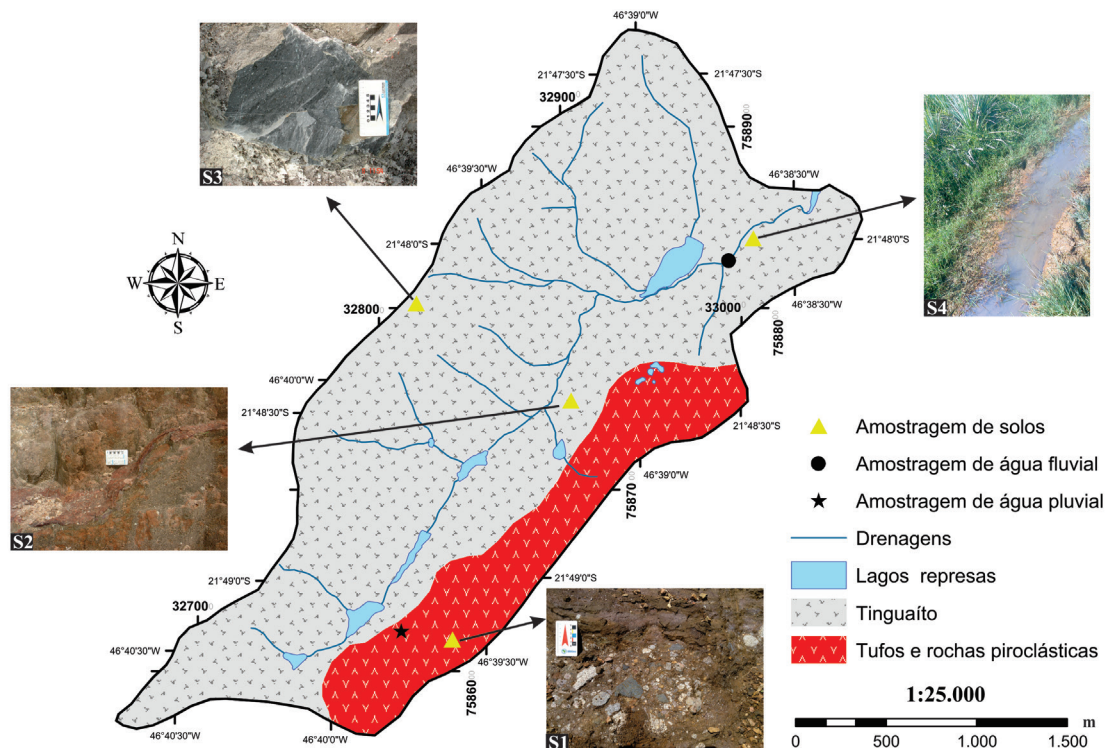 46°39'0"W
21°47'30"S
21°47'30"S
32900
75890
S3
46°39'30"W
46°38'30"W
S4
N
W E
S
21°48'0"S
21°48'0"S
32800
33000
75880
46°38'30"W
46°40'0"W
21°48'30"S
21°48'30"S
S2
46°39'0"W
75870
21°49'0"S
21°49'0"S
32700
46°40'30"W
46°39'30"W
75860
S1
46°40'30"W
46°40'0"W
Amostragem de solos
Amostragem de água fluvial
Amostragem de água pluvial
Drenagens
Lagos represas
Tinguaíto
Tufos e rochas piroclásticas
1:25.000
m
0 500 1.000 1.500